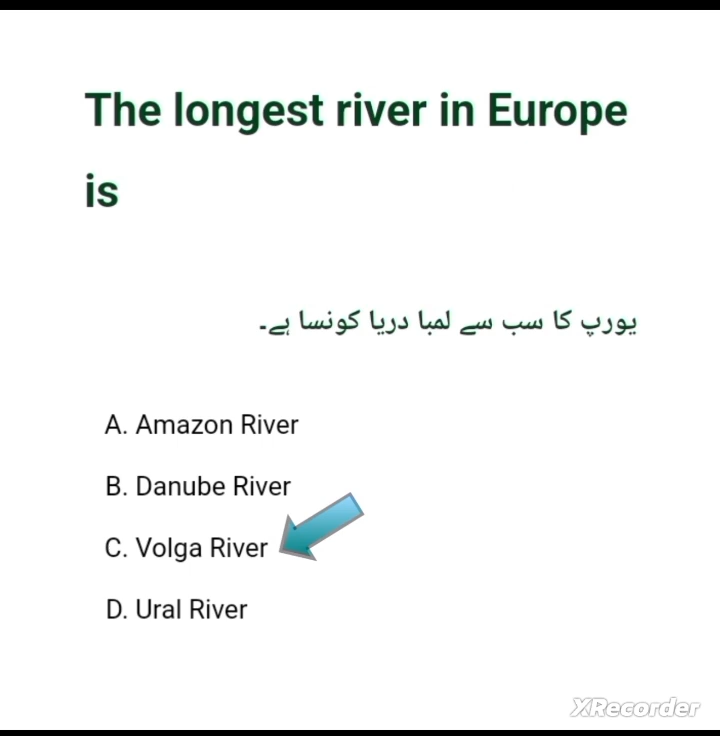 The longest river in Europe
is
یورپ کا سب سے لمبا دریا کونسا ہے۔
A. Amazon River
B. Danube River
C. Volga River
D. Ural River
XRecorder